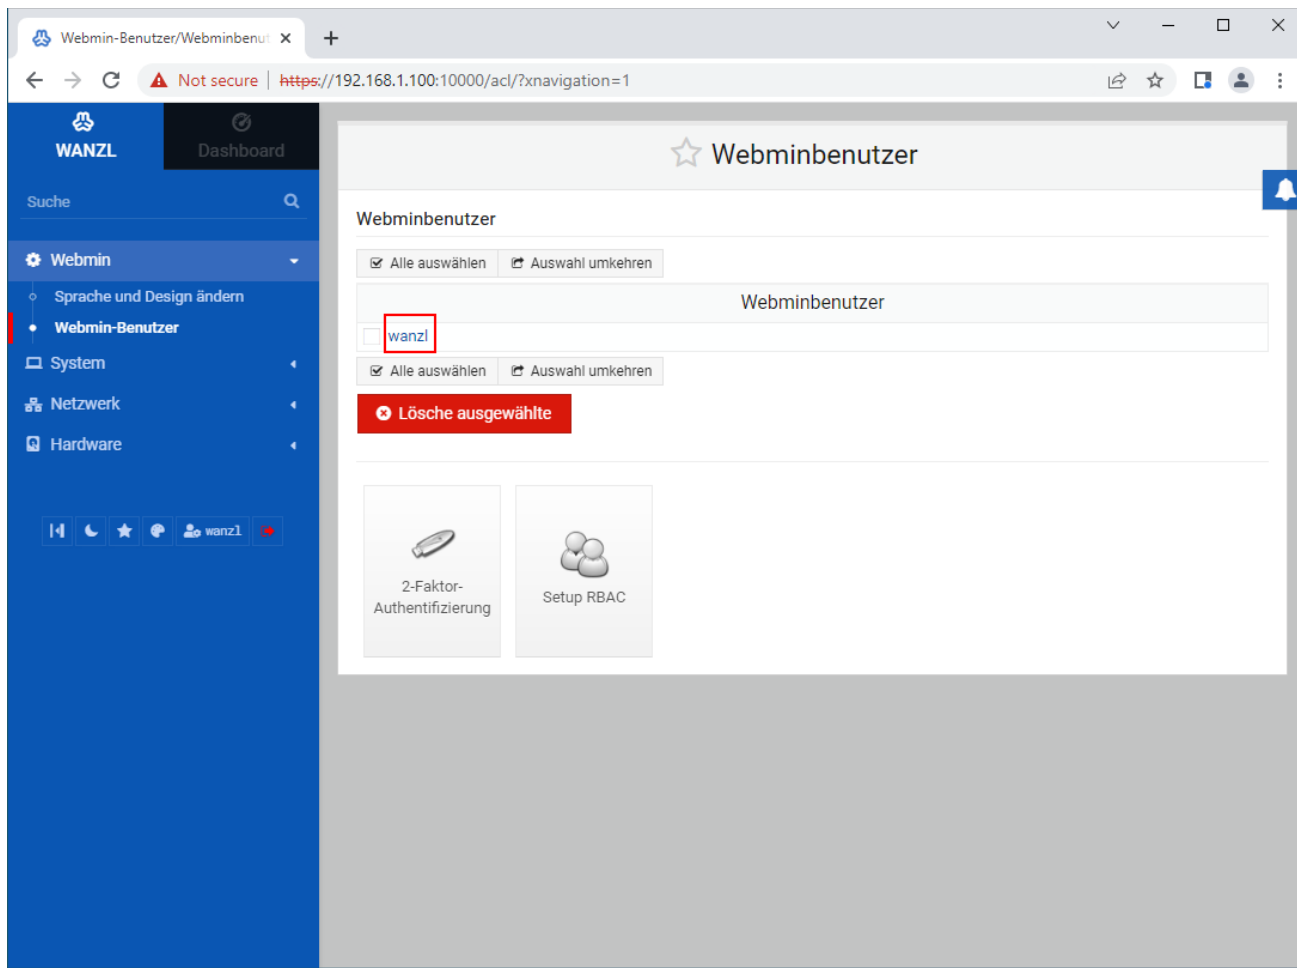 Webmin-Benutzer/Webminbenut
Not secure | https://192.168.1.100:10000/acl/?xnavigation=1
WANZL
Dashboard
Suche
Webmin
Sprache und Design ändern
Webmin-Benutzer
System
Netzwerk
Hardware
wanzl
Webminbenutzer
Webminbenutzer
Alle auswählen Auswahl umkehren
Webminbenutzer
wanzl
Alle auswählen Auswahl umkehren
Lösche ausgewählte
2-Faktor-
Authentifizierung
Setup RBAC